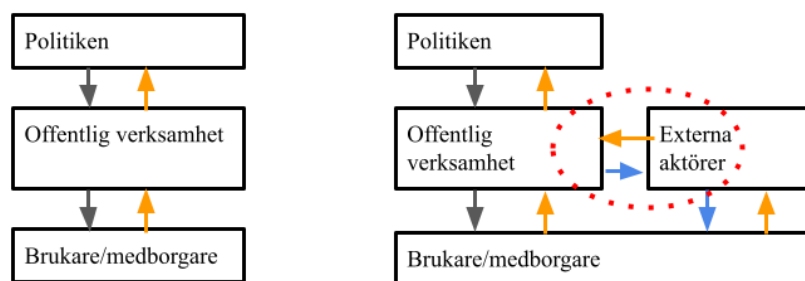 Politiken
Offentlig verksamhet
Brukare/medborgare
Politiken
Offentlig
verksamhet
Externa
aktörer
Brukare/medborgare